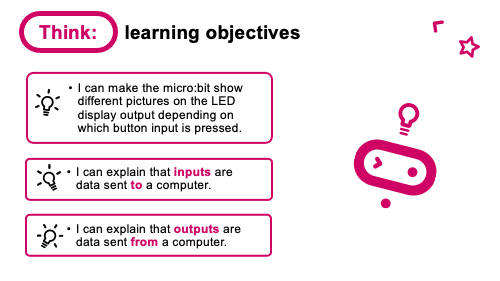 Think: learning objectives
• I can make the micro:bit show
different pictures on the LED
display output depending on
which button input is pressed.
• I can explain that inputs are
data sent to a computer.
• I can explain that outputs are
data sent from a computer.